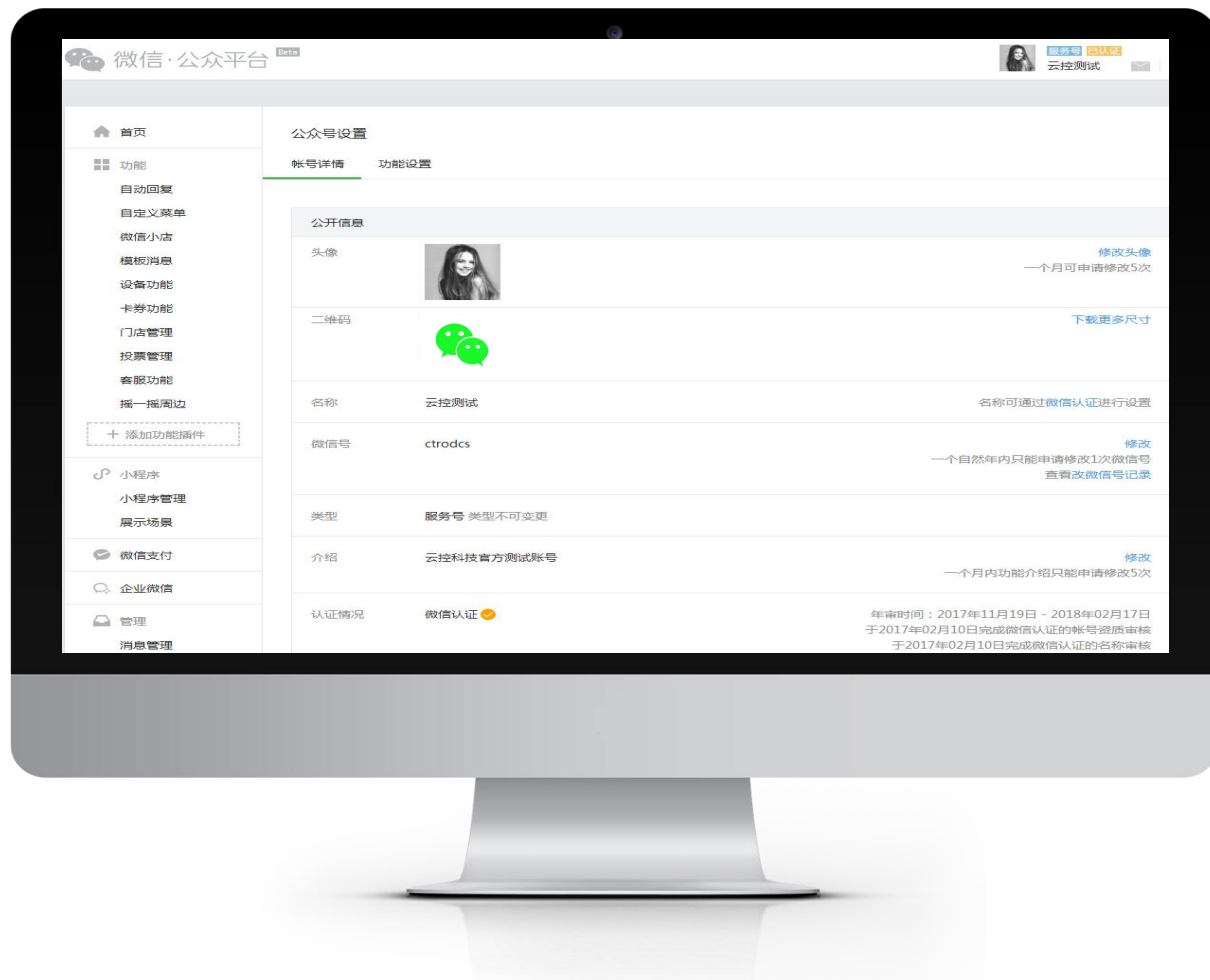 微信·公众平台 Beta
服务号 已认证
云控测试
首页
功能
自动回复
自定义菜单
微信小店
模板消息
设备功能
卡券功能
门店管理
投票管理
客服功能
摇一摇周边
+ 添加功能插件
小程序
小程序管理
展示场景
微信支付
企业微信
管理
消息管理
公众号设置
帐号详情 功能设置
公开信息
头像 修改头像
一个月可申请修改5次
二维码 下载更多尺寸
名称 云控测试 名称可通过微信认证进行设置
微信号 ctrodcs 修改
一个自然年内只能申请修改1次微信号
查看改微信号记录
类型 服务号 类型不可变更
介绍 云控科技官方测试账号 修改
一个月内功能介绍只能申请修改5次
认证情况 微信认证 年审时间：2017年11月19日 - 2018年02月17日
于2017年02月10日完成微信认证的帐号资质审核
于2017年02月10日完成微信认证的名称审核